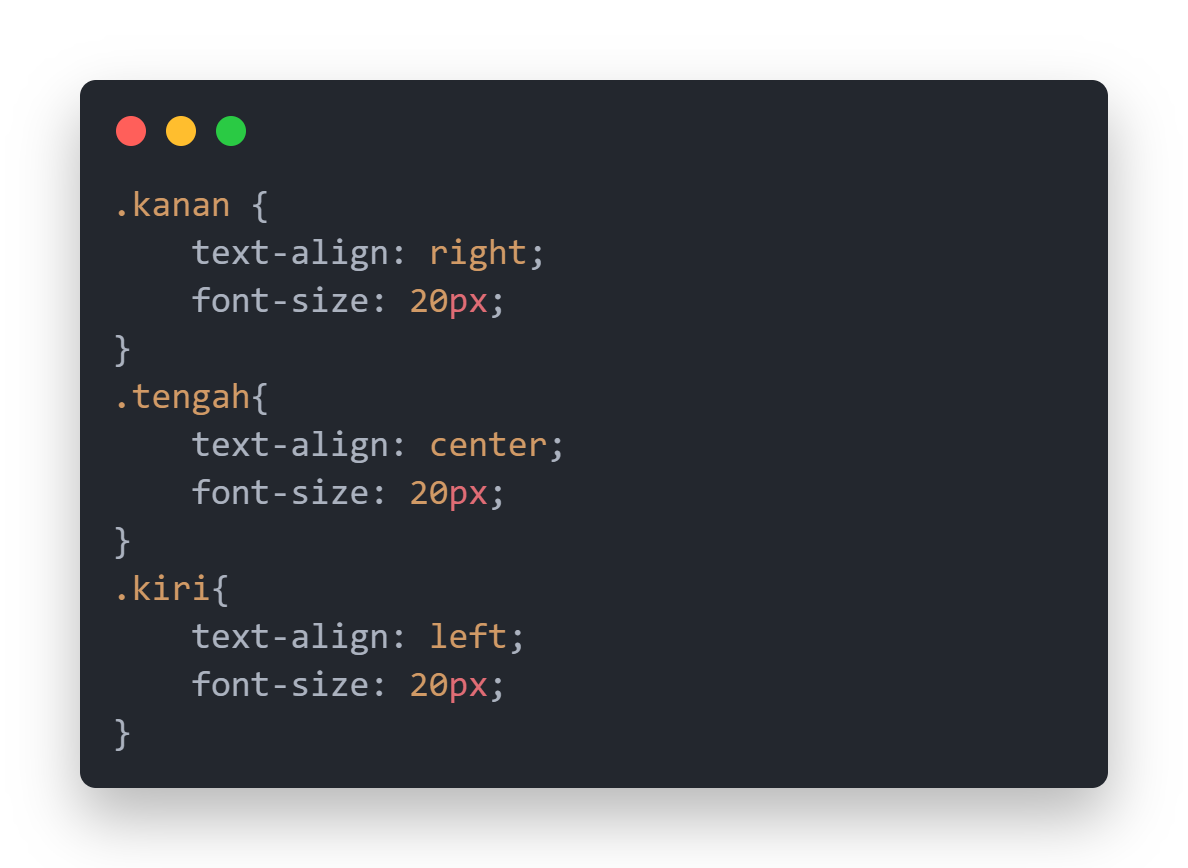 .kanan {
    text-align: right;
    font-size: 20px;
}
.tengah{
    text-align: center;
    font-size: 20px;
}
.kiri{
    text-align: left;
    font-size: 20px;
}